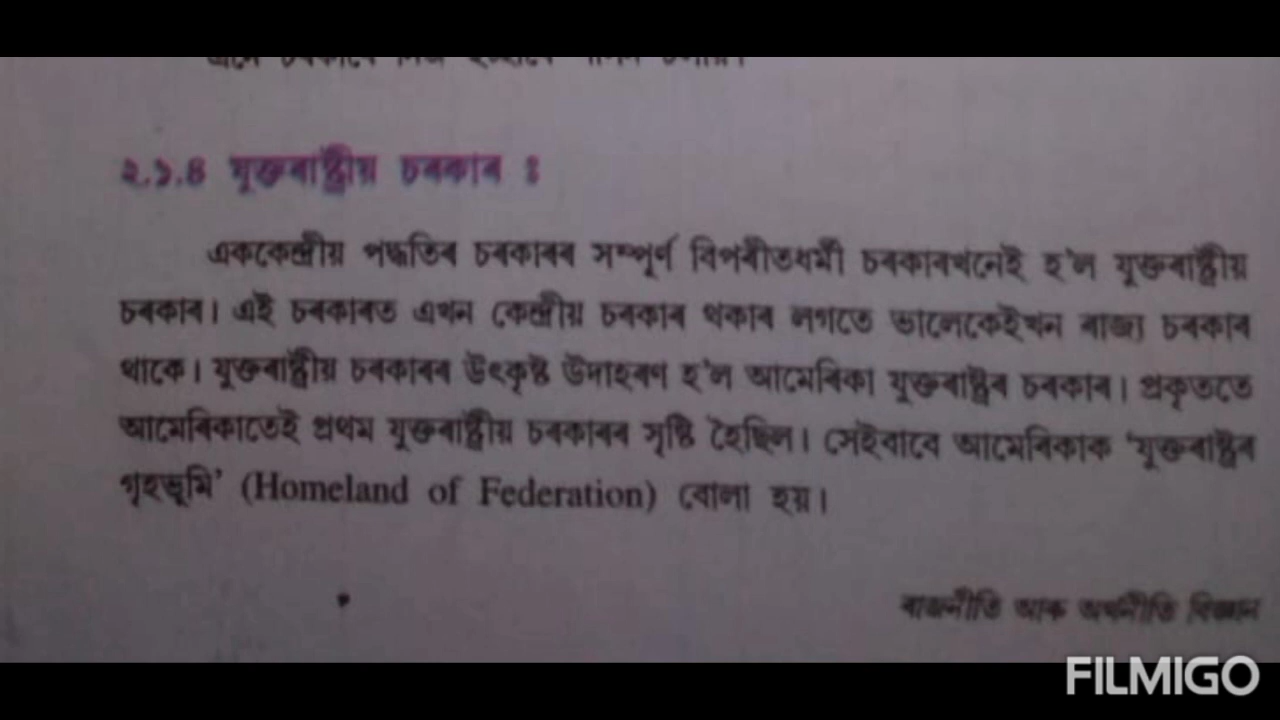 ২.১.৪ যুক্তৰাষ্ট্ৰীয় চৰকাৰ ঃ
এককেন্দ্ৰীয় পদ্ধতিৰ চৰকাৰৰ সম্পূৰ্ণ বিপৰীতধৰ্মী চৰকাৰখনেই হ'ল যুক্তৰাষ্ট্ৰীয়
চৰকাৰ। এই চৰকাৰত এখন কেন্দ্ৰীয় চৰকাৰ থকাৰ লগতে ভালেকেইখন ৰাজ্য চৰকাৰ
থাকে। যুক্তৰাষ্ট্ৰীয় চৰকাৰৰ উৎকৃষ্ট উদাহৰণ হ'ল আমেৰিকা যুক্তৰাষ্ট্ৰৰ চৰকাৰ। প্ৰকৃততে
আমেৰিকাতেই প্ৰথম যুক্তৰাষ্ট্ৰীয় চৰকাৰৰ সৃষ্টি হৈছিল। সেইবাবে আমেৰিকাক 'যুক্তৰাষ্ট্ৰৰ
গৃহভূমি' (Homeland of Federation) বোলা হয়।
ৰাজনীতি আৰু অৰ্থনীতি বিজ্ঞান
FILMIGO